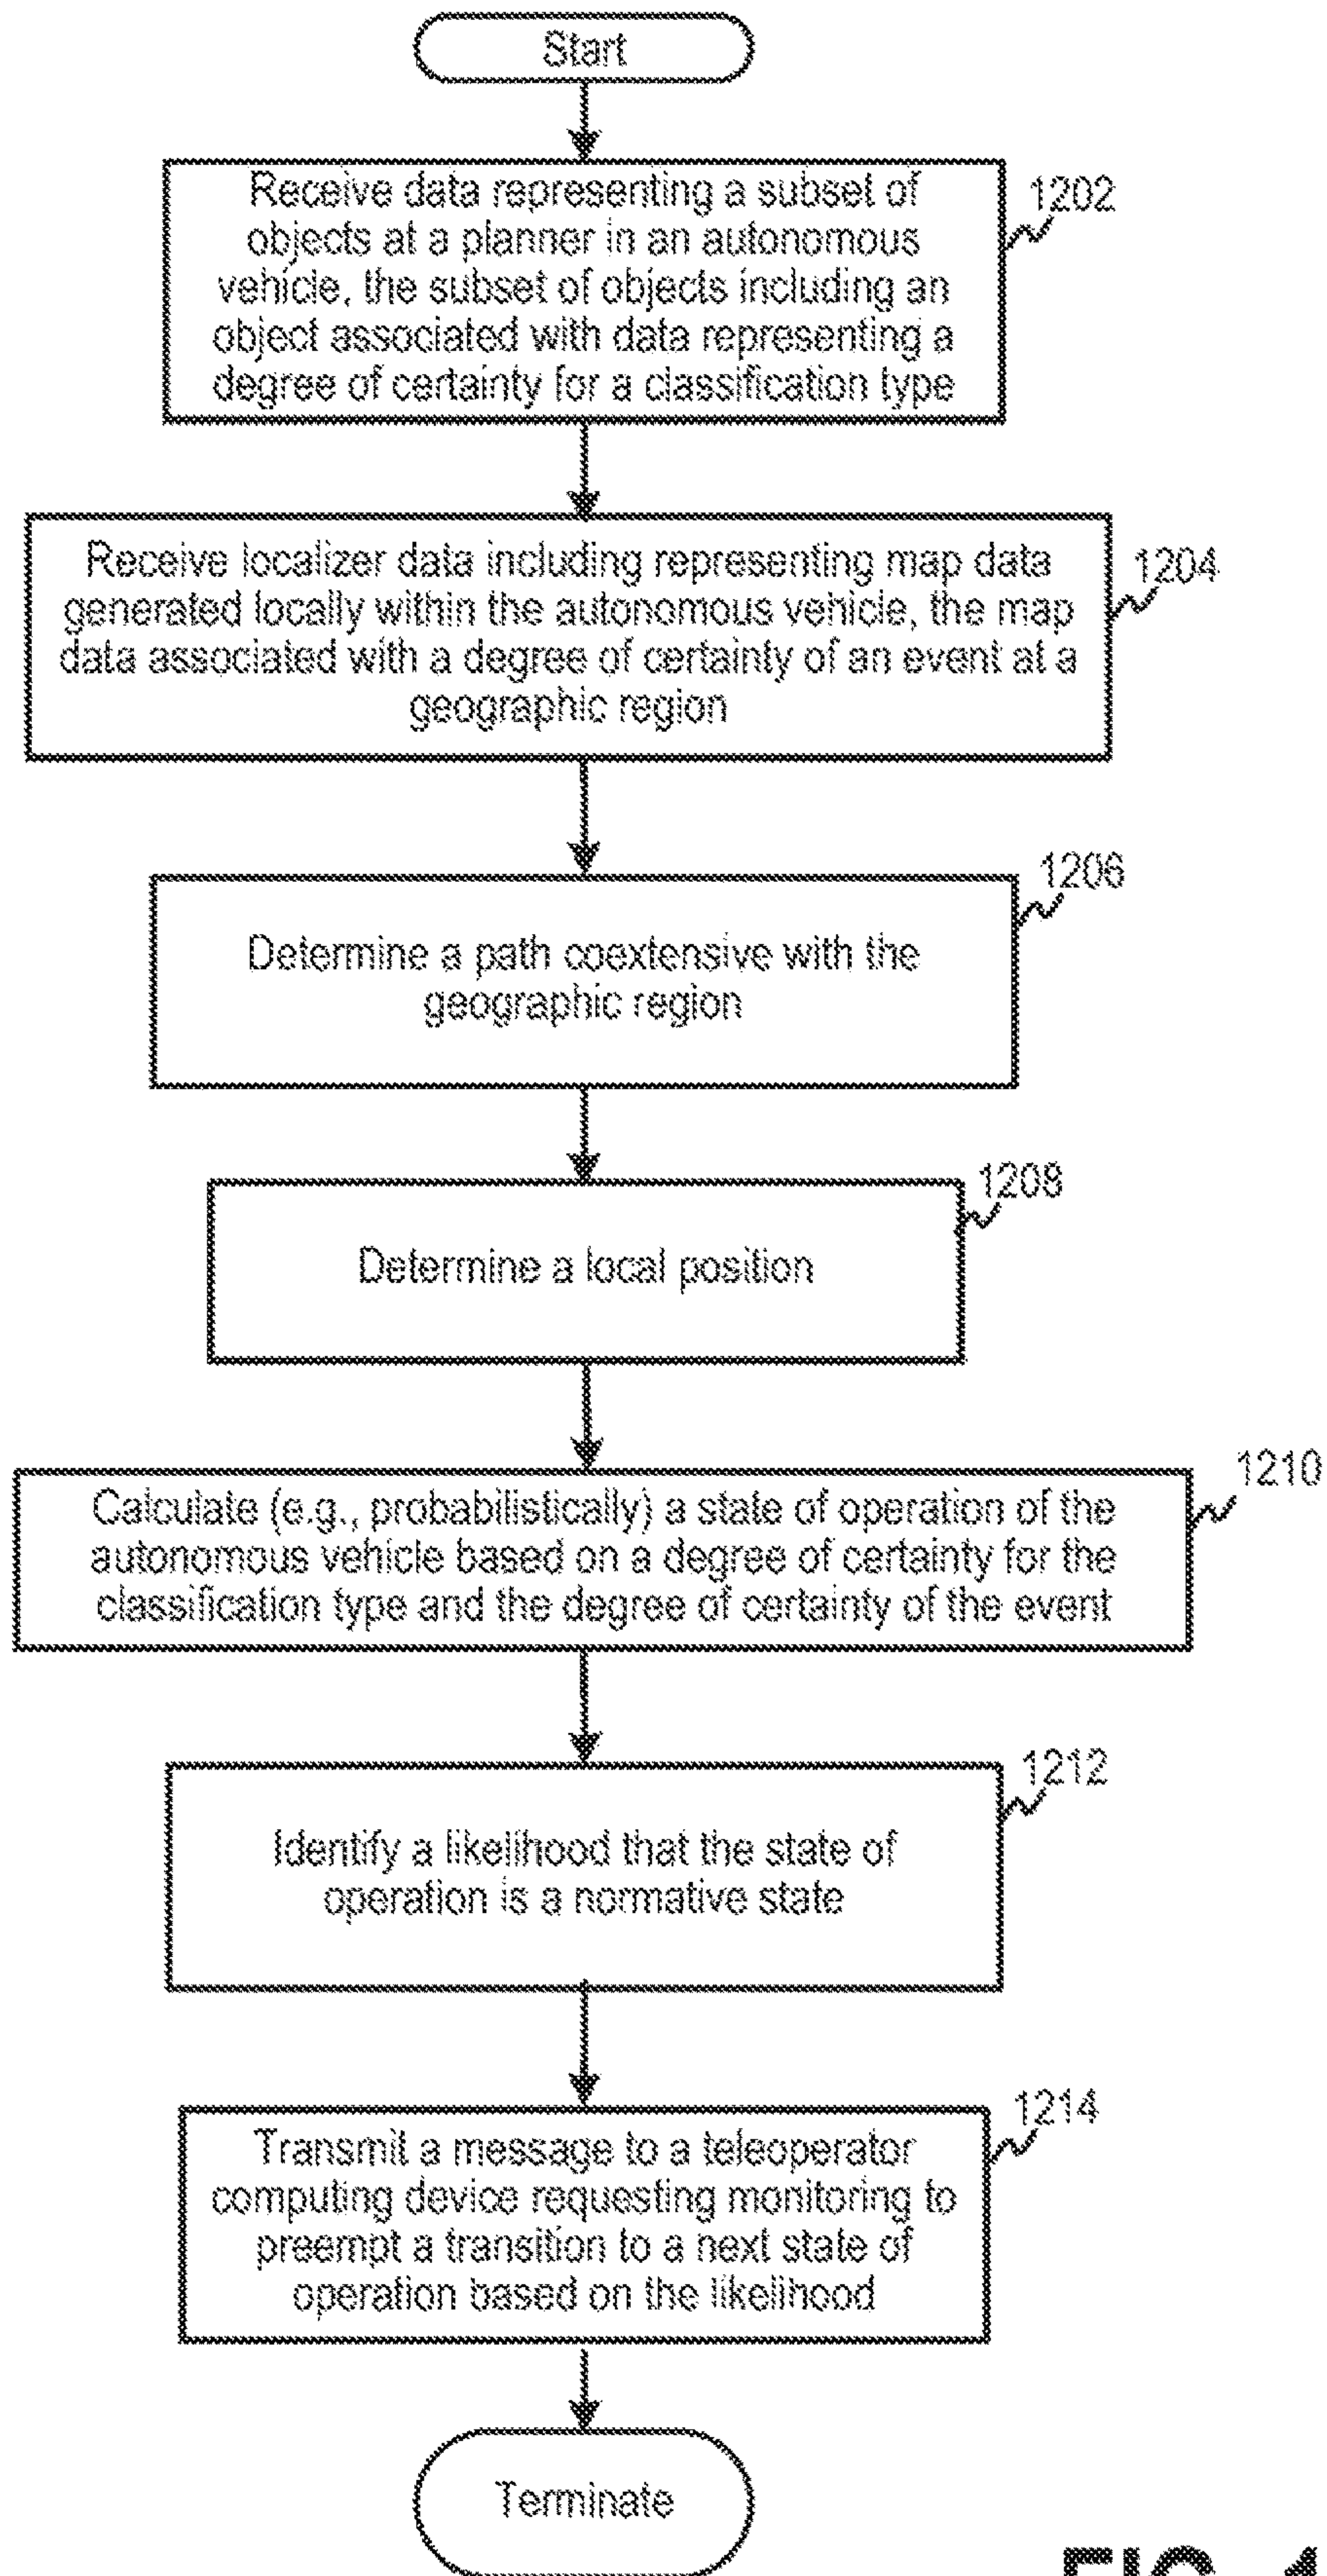 Start
Receive data representing a subset of
objects at a planner in an autonomous
vehicle, the subset of objects including an
object associated with data representing a
degree of certainty for a classification type
1202
Receive localizer data including representing map data
generated locally within the autonomous vehicle, the map
data associated with a degree of certainty of an event at a
geographic region
1204
Determine a path coextensive with the
geographic region
1206
Determine a local position
1208
Calculate (e.g., probabilistically) a state of operation of the
autonomous vehicle based on a degree of certainty for the
classification type and the degree of certainty of the event
1210
Identify a likelihood that the state of
operation is a normative state
1212
Transmit a message to a teleoperator
computing device requesting monitoring to
preempt a transition to a next state of
operation based on the likelihood
1214
Terminate